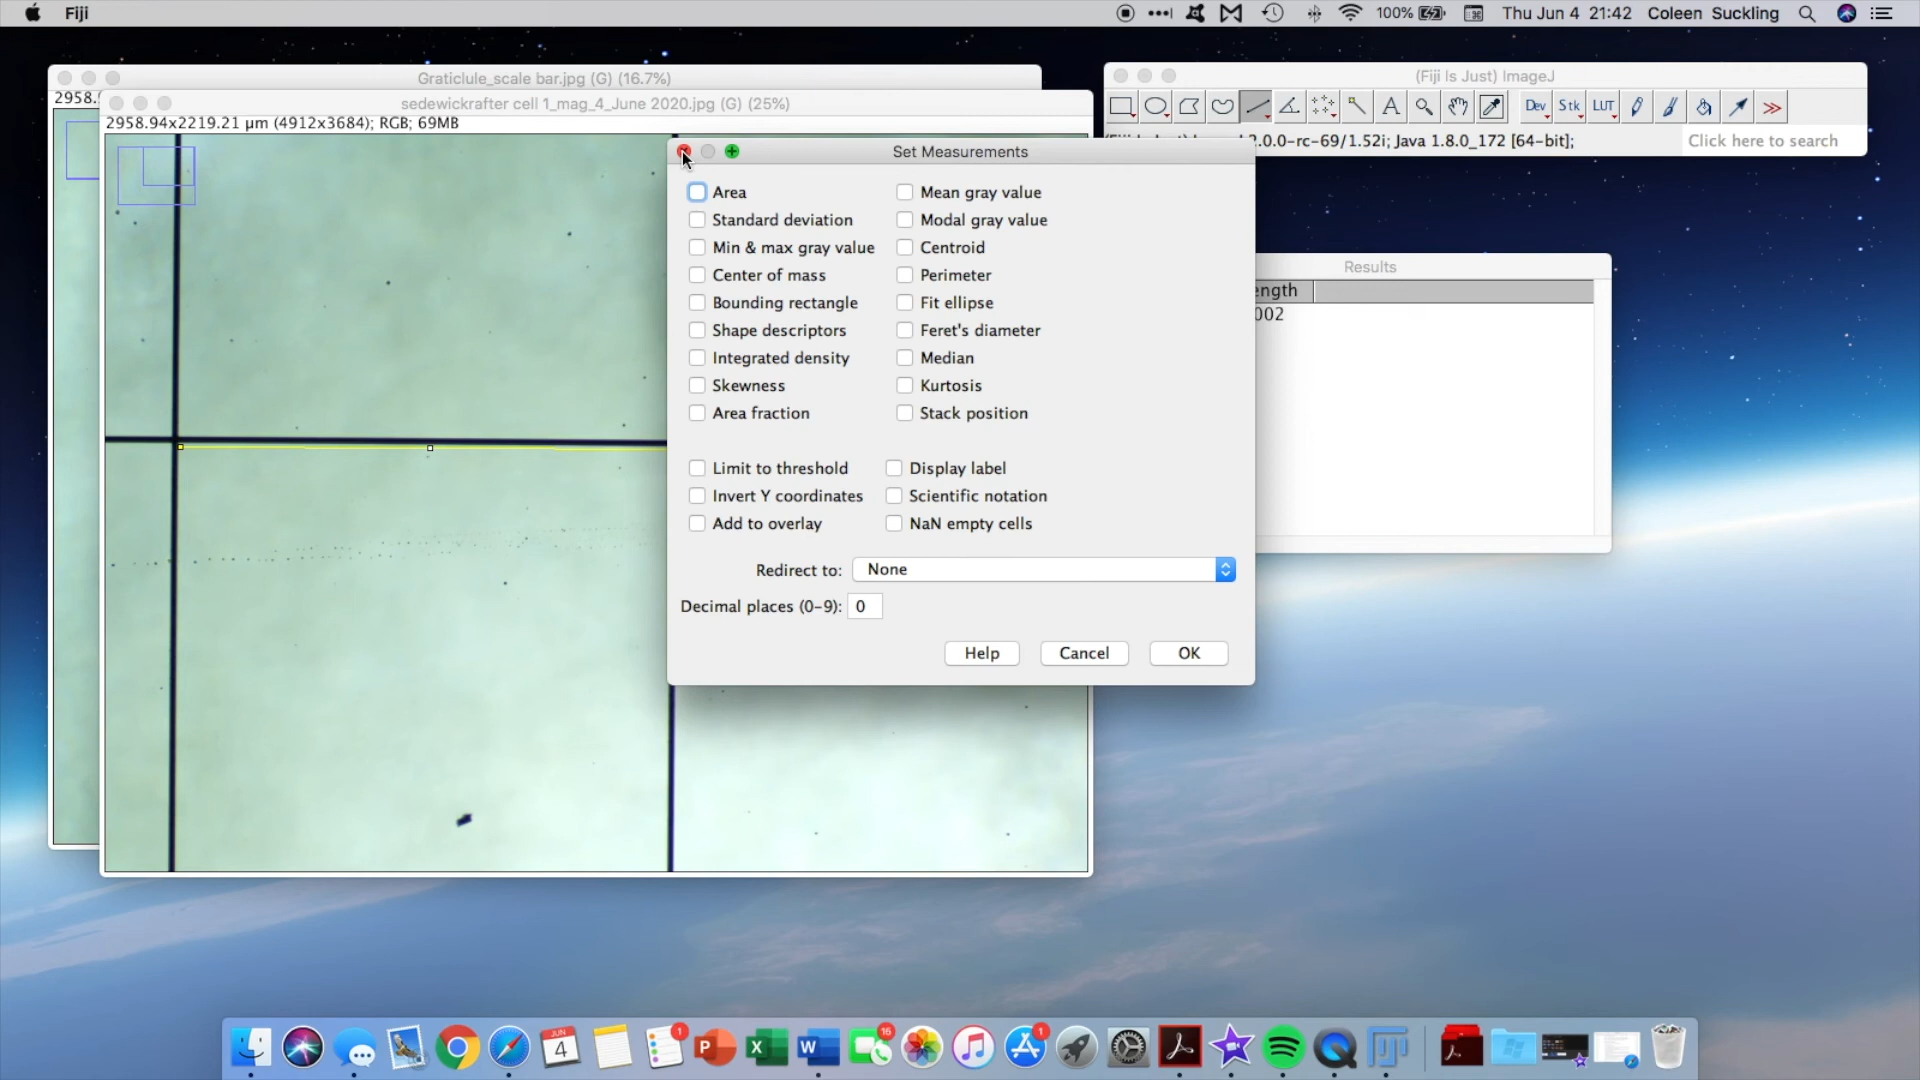 Fiji
100%
Thu Jun 4 21:42
Coleen Suckling
Graticlule_scale bar.jpg (G) (16.7%)
2958.
sedewickrafter cell 1_mag_4_June 2020.jpg (G) (25%)
2958.94x2219.21 µm (4912x3684); RGB; 69MB
(Fiji Is Just) ImageJ
A
Dev
Stk
LUT
2.0.0-rc-69/1.52i; Java 1.8.0_172 [64-bit];
Click here to search
Set Measurements
Area
Mean gray value
Standard deviation
Modal gray value
Min & max gray value
Centroid
Center of mass
Perimeter
Bounding rectangle
Fit ellipse
Shape descriptors
Feret's diameter
Integrated density
Median
Skewness
Kurtosis
Area fraction
Stack position
Limit to threshold
Display label
Invert Y coordinates
Scientific notation
Add to overlay
NaN empty cells
Redirect to:
None
Decimal places (0-9):
0
Help
Cancel
OK
Results
ength
002
JUN
4
1
P
X
W
16
1